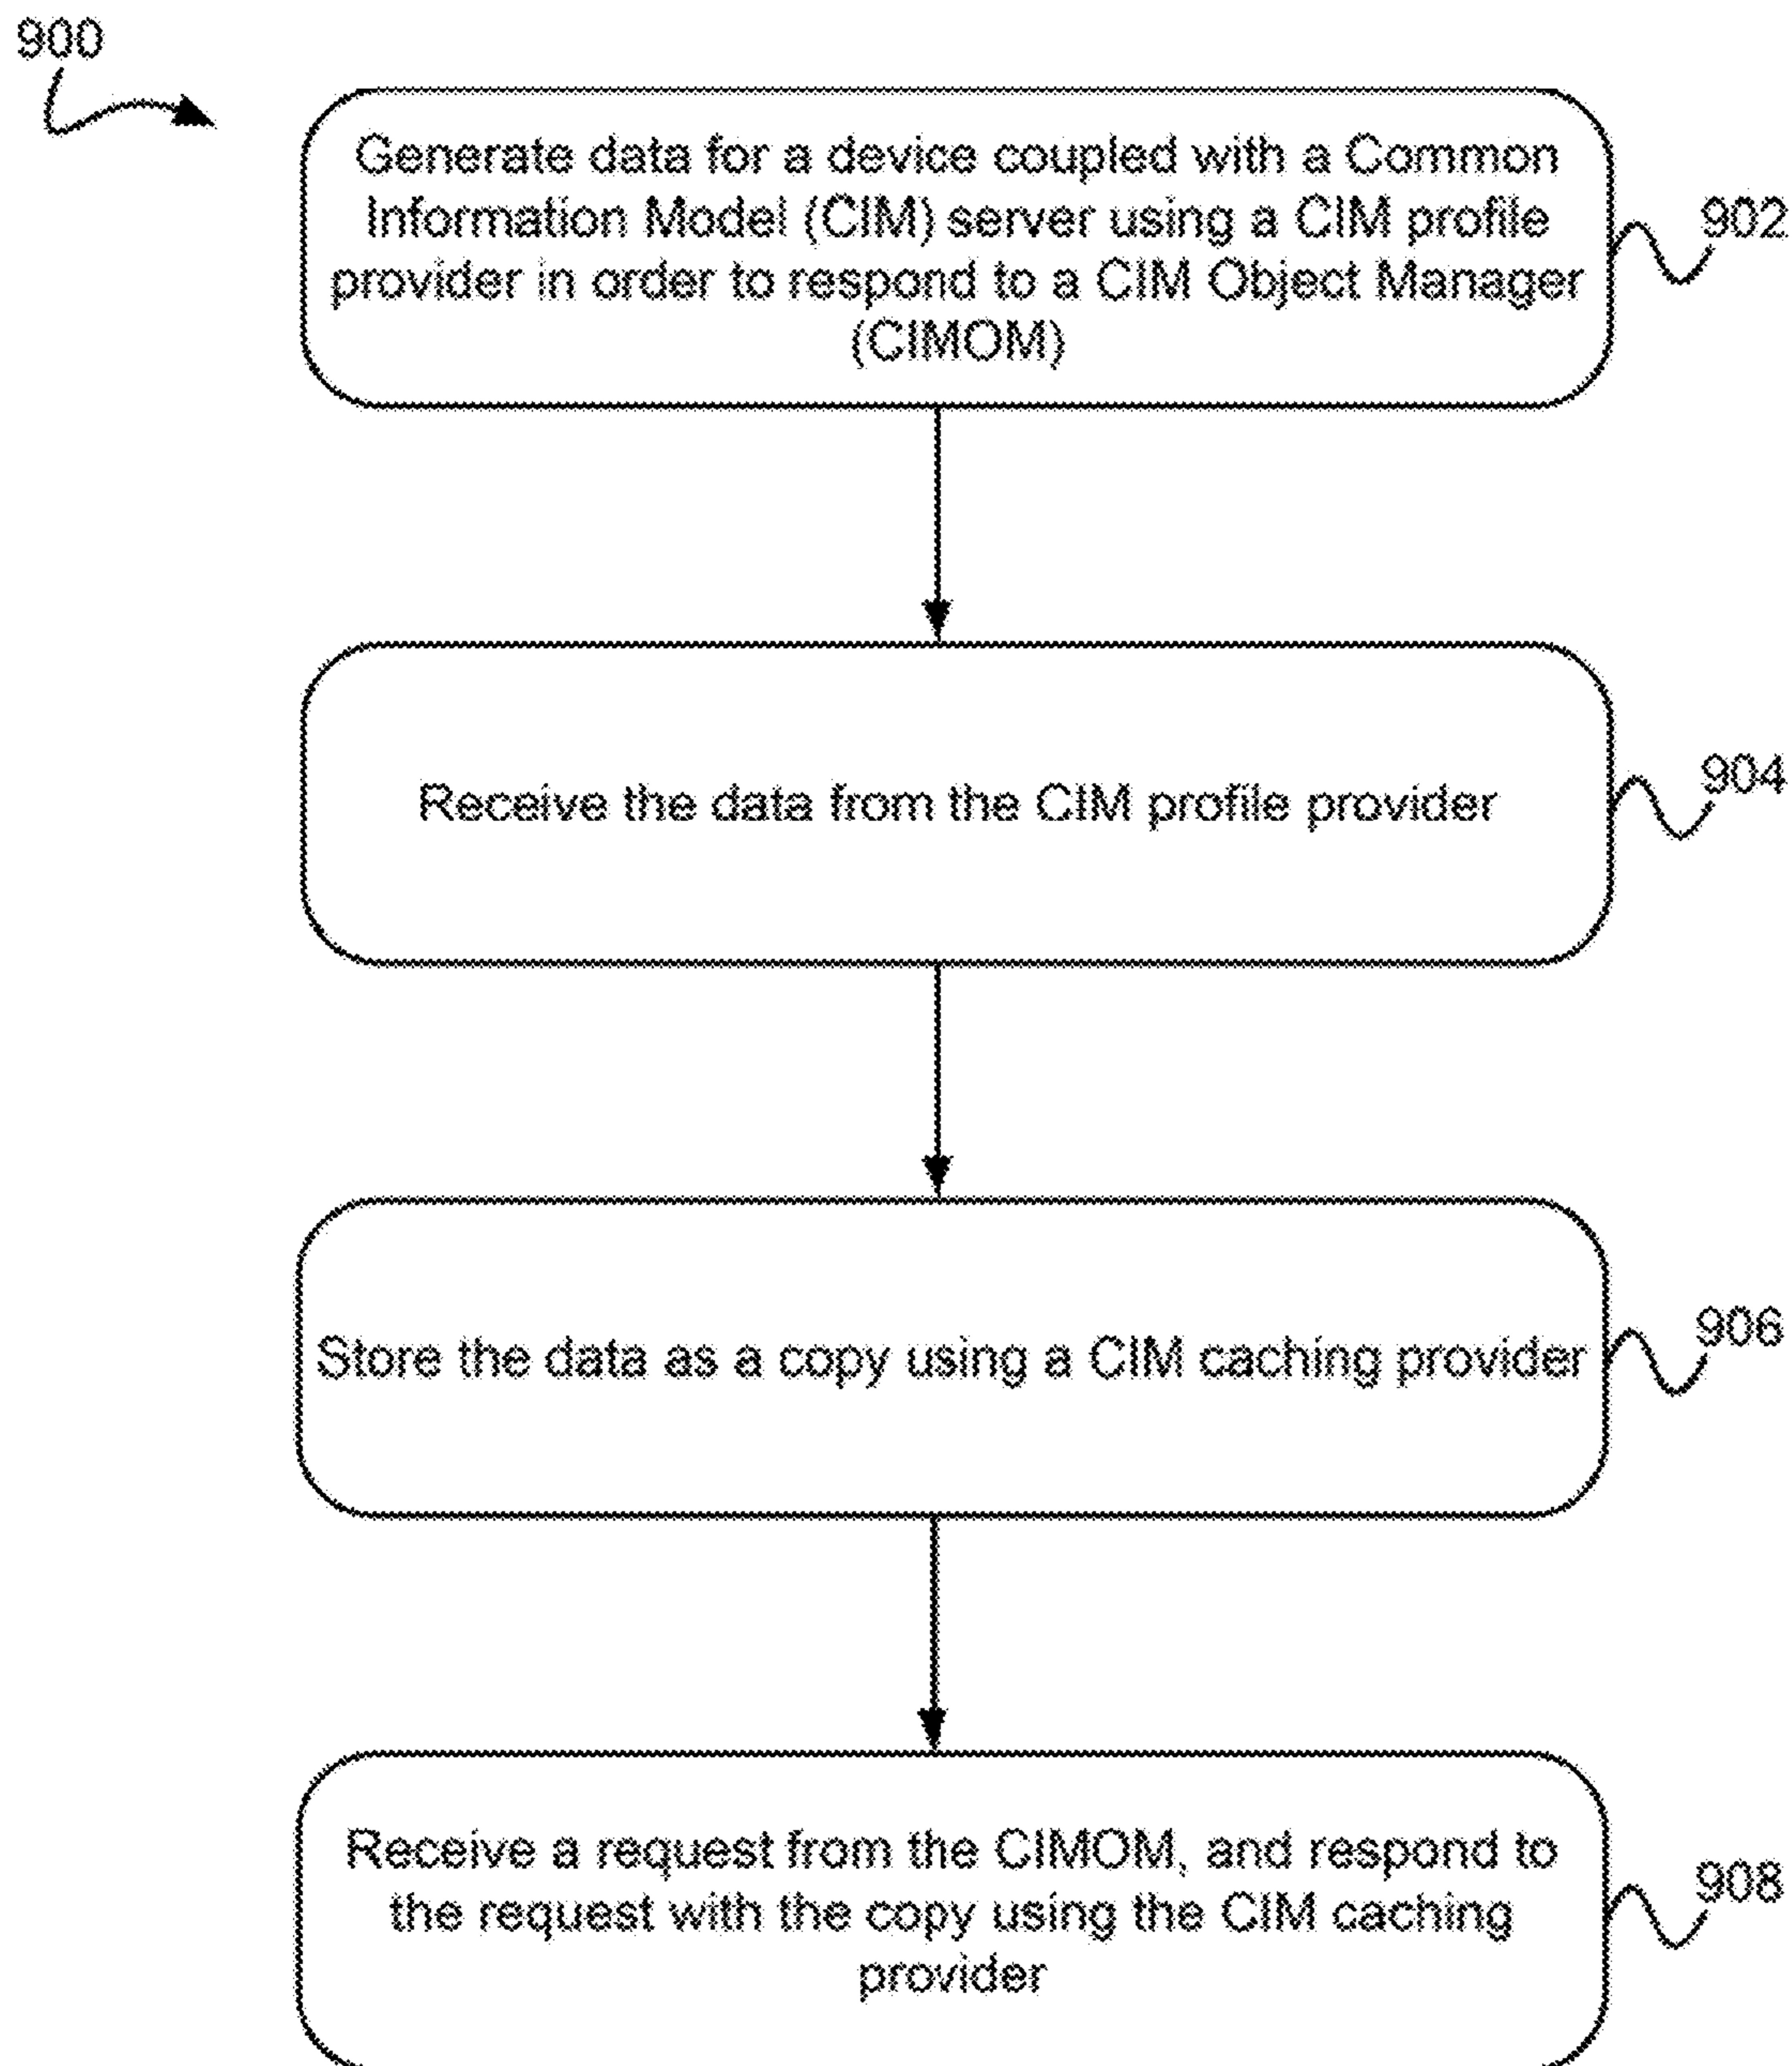 900
Generate data for a device coupled with a Common
Information Model (CIM) server using a CIM profile
provider in order to respond to a CIM Object Manager
(CIMOM)
902
Receive the data from the CIM profile provider
904
Store the data as a copy using a CIM caching provider
906
Receive a request from the CIMOM, and respond to
the request with the copy using the CIM caching
provider
908